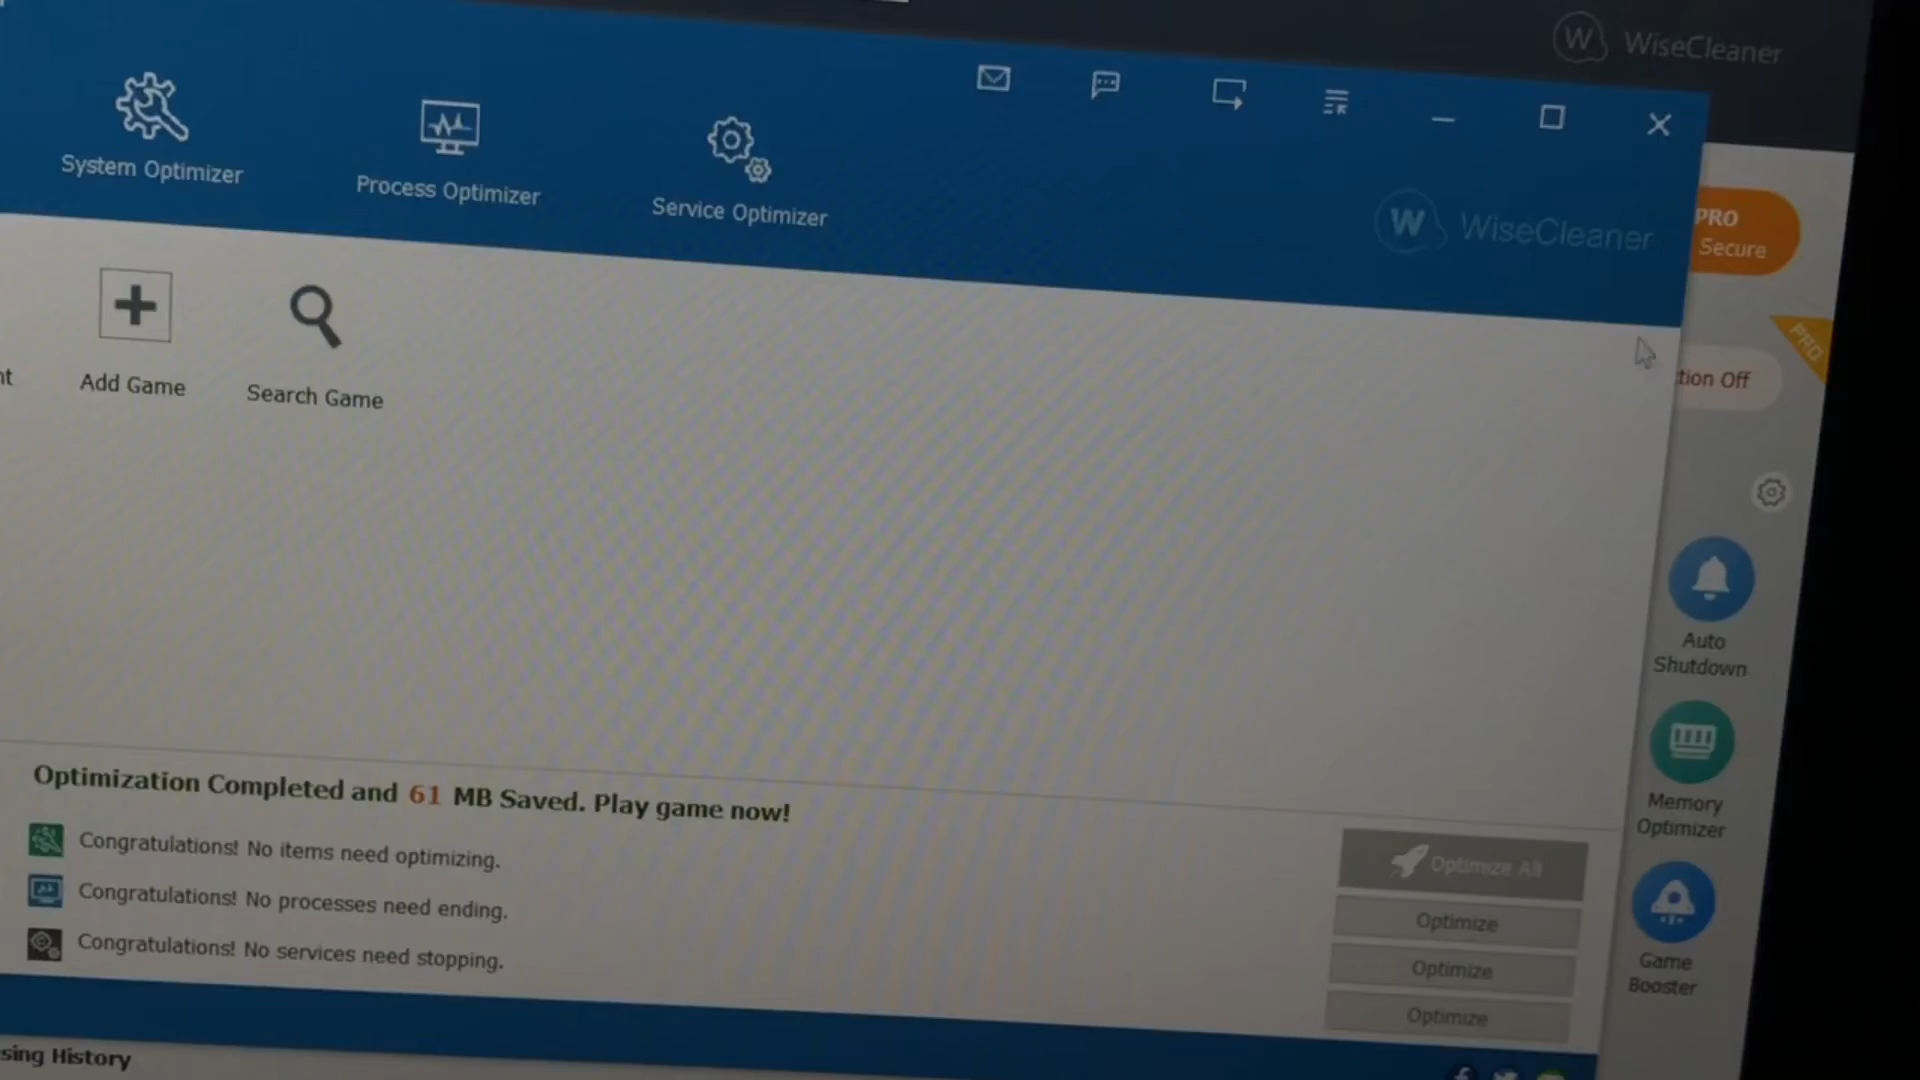 W WiseCleaner
System Optimizer
Process Optimizer
Service Optimizer
W WiseCleaner
PRO
Secure
PRO
tion Off
nt
Add Game
Search Game
Auto
Shutdown
Memory
Optimizer
Game
Booster
Optimization Completed and 61 MB Saved. Play game now!
Congratulations! No items need optimizing.
Congratulations! No processes need ending.
Congratulations! No services need stopping.
Optimize All
Optimize
Optimize
Optimize
sing History